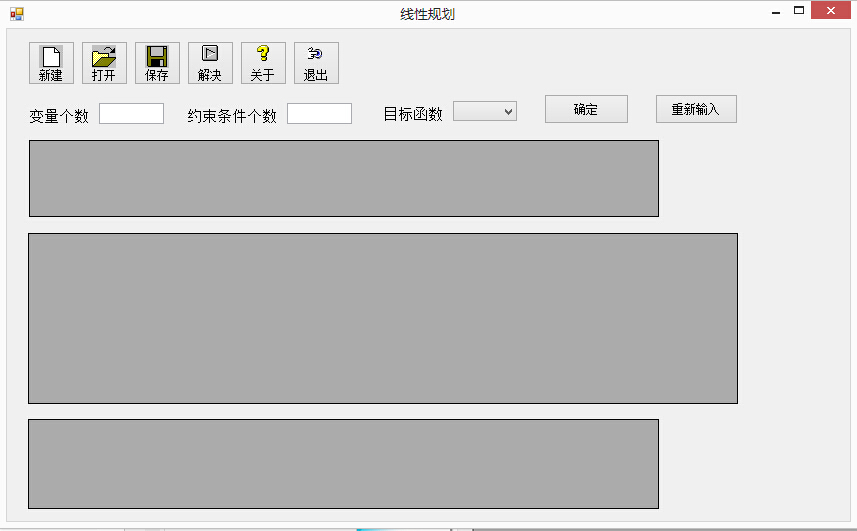 线性规划
新建 打开 保存 解决 关于 退出
变量个数 约束条件个数 目标函数 确定 重新输入